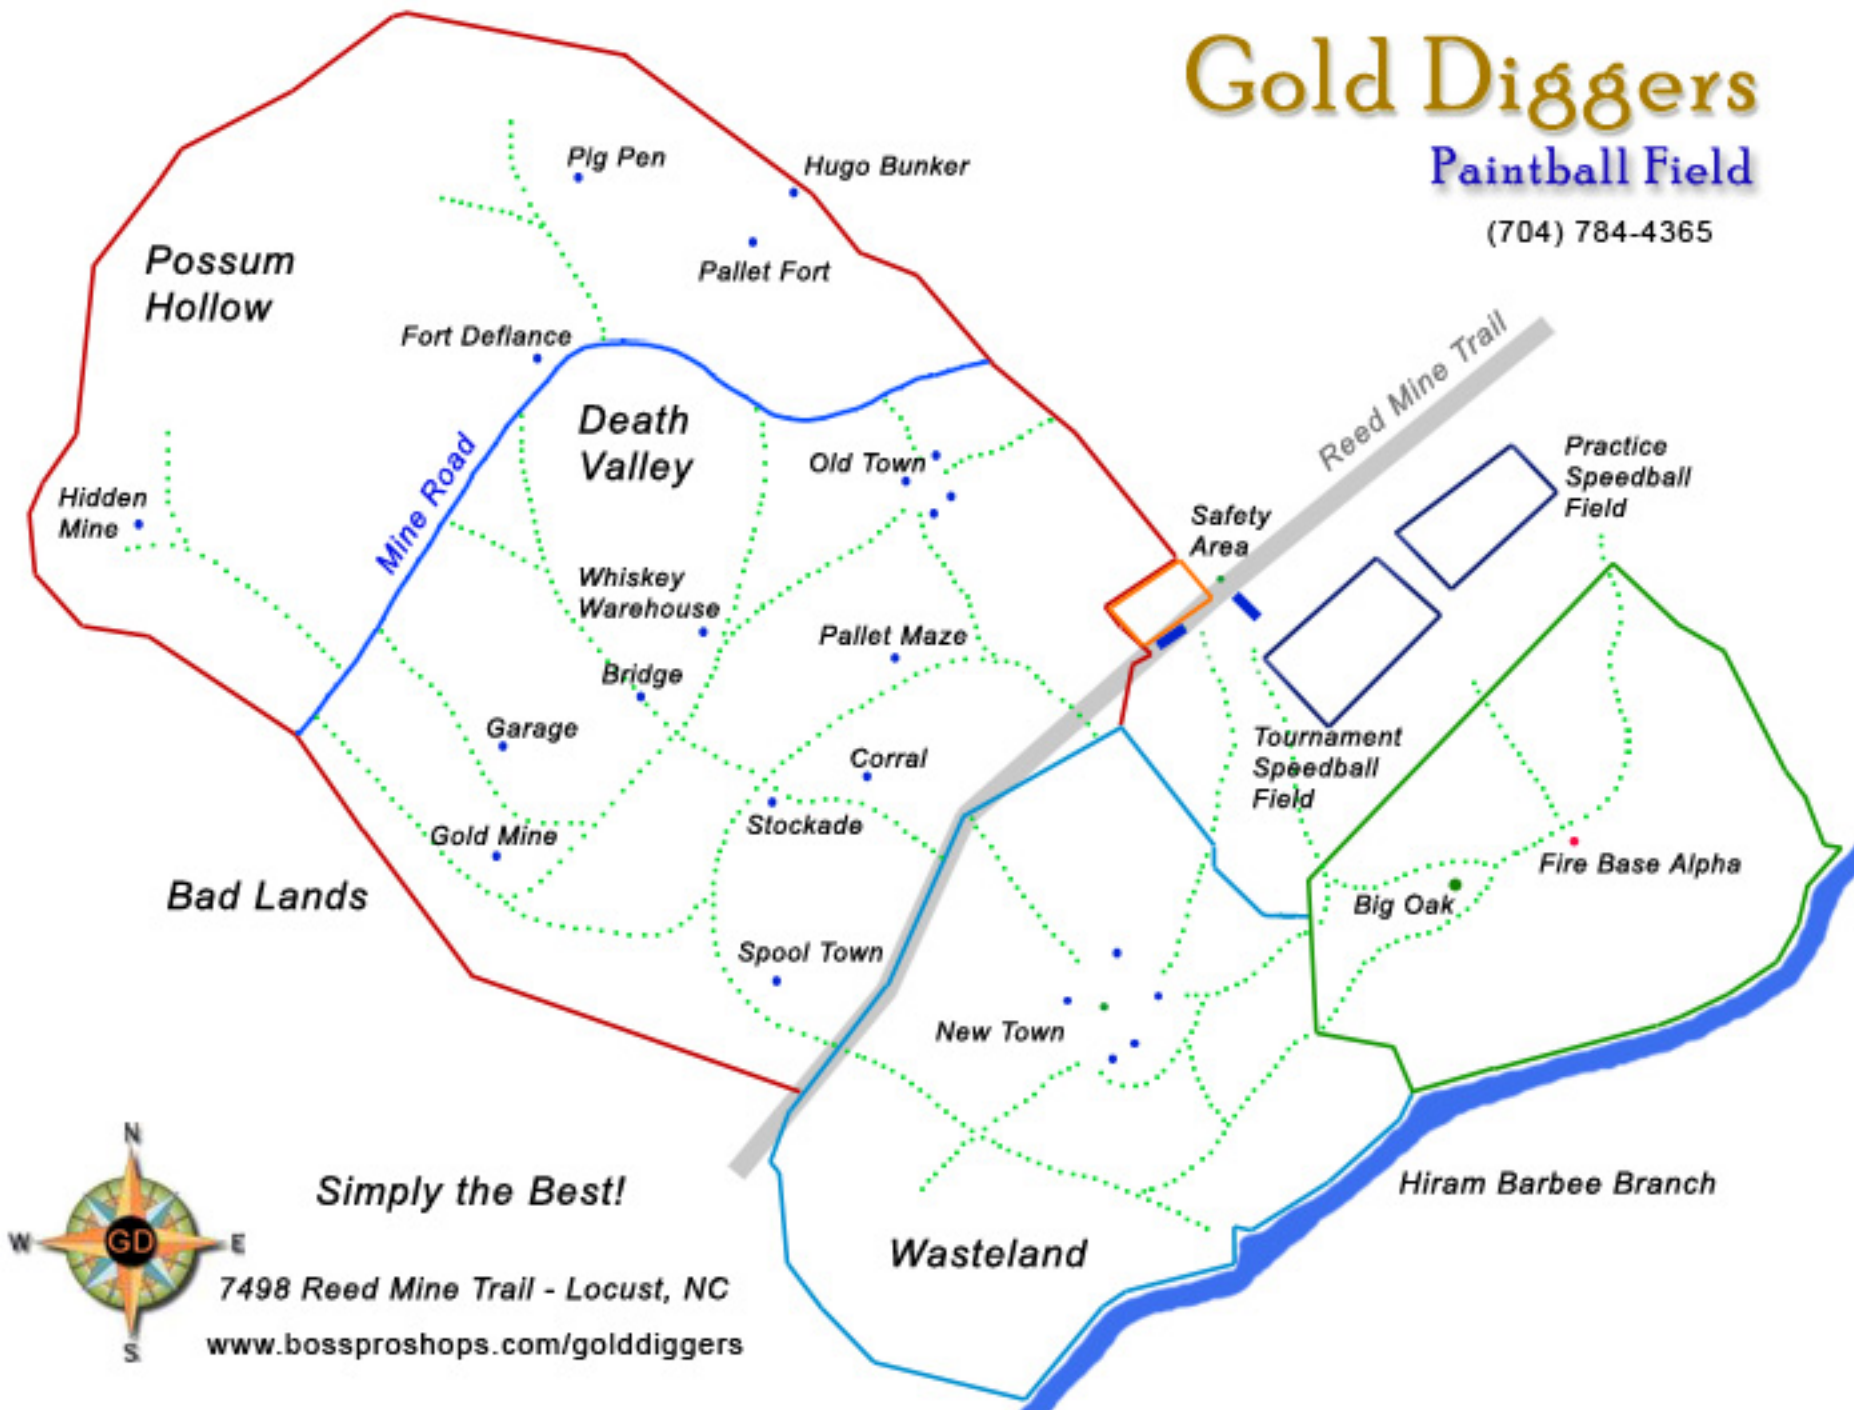 Gold Diggers
Paintball Field
(704) 784-4365
Pig Pen
Hugo Bunker
Possum
Hollow
Pallet Fort
Fort Defiance
Reed Mine Trail
Death
Valley
Mine Road
Old Town
Practice
Speedball
Field
Hidden
Mine
Safety
Area
Whiskey
Warehouse
Pallet Maze
Bridge
Garage
Corral
Tournament
Speedball
Field
Stockade
Gold Mine
Fire Base Alpha
Bad Lands
Big Oak
Spool Town
New Town
N
W
GD
E
S
Simply the Best!
Hiram Barbee Branch
Wasteland
7498 Reed Mine Trail - Locust, NC
www.bossproshops.com/golddiggers